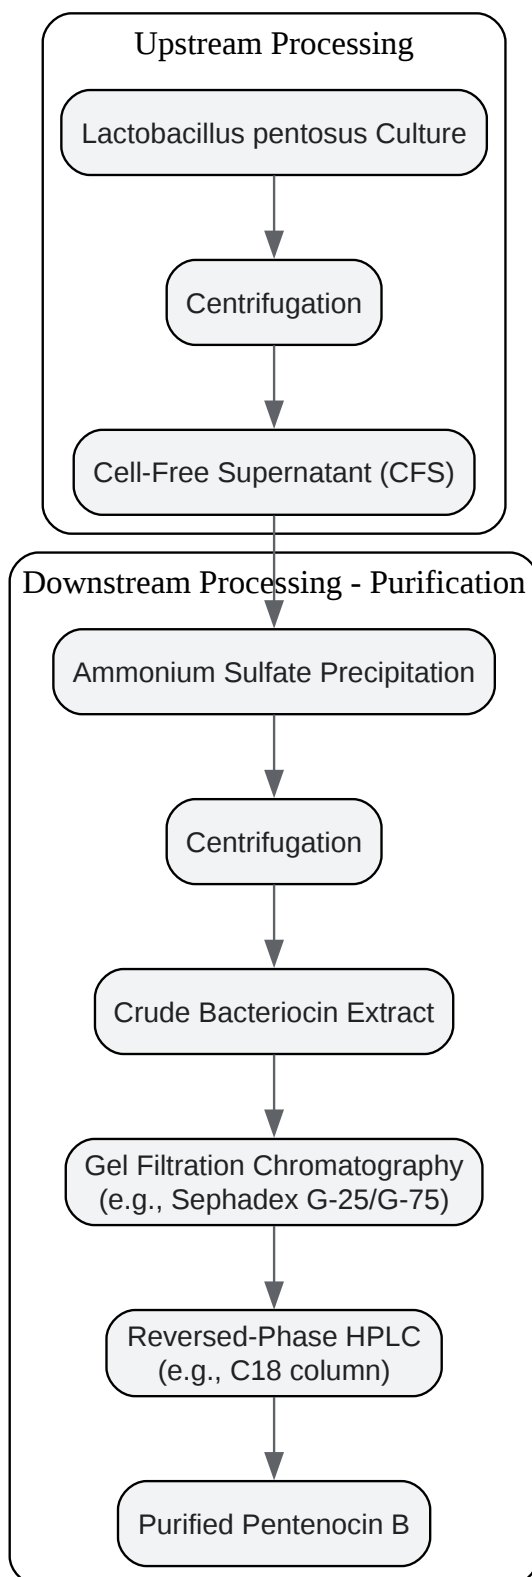 Upstream Processing
Lactobacillus pentosus Culture
Centrifugation
Cell-Free Supernatant (CFS)
Downstream Processing - Purification
Ammonium Sulfate Precipitation
Centrifugation
Crude Bacteriocin Extract
Gel Filtration Chromatography
(e.g., Sephadex G-25/G-75)
Reversed-Phase HPLC
(e.g., C18 column)
Purified Pentenocin B